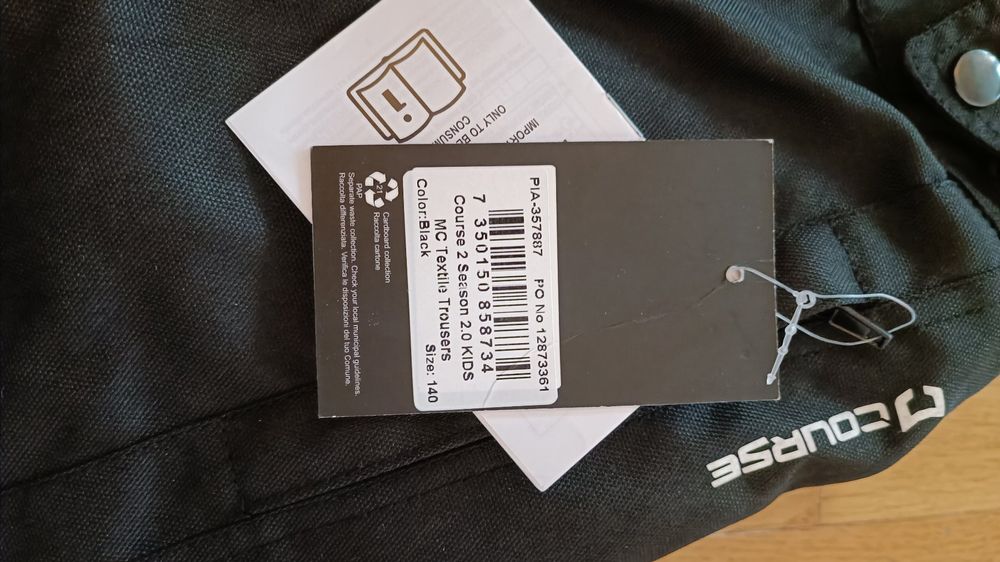 PIA-357887 PO No 12873361
7 350150 858734
Course 2 Season 2.0 KIDS
MC Textile Trousers
Color:Black Size: 140
21
PAP
Cardboard collection
Raccolta cartone
Separate waste collection. Check your local municipal guidelines.
Raccolta differenziata. Verifica le disposizioni del tuo Comune.
ONLY TO BE
CONSUM
COURSE